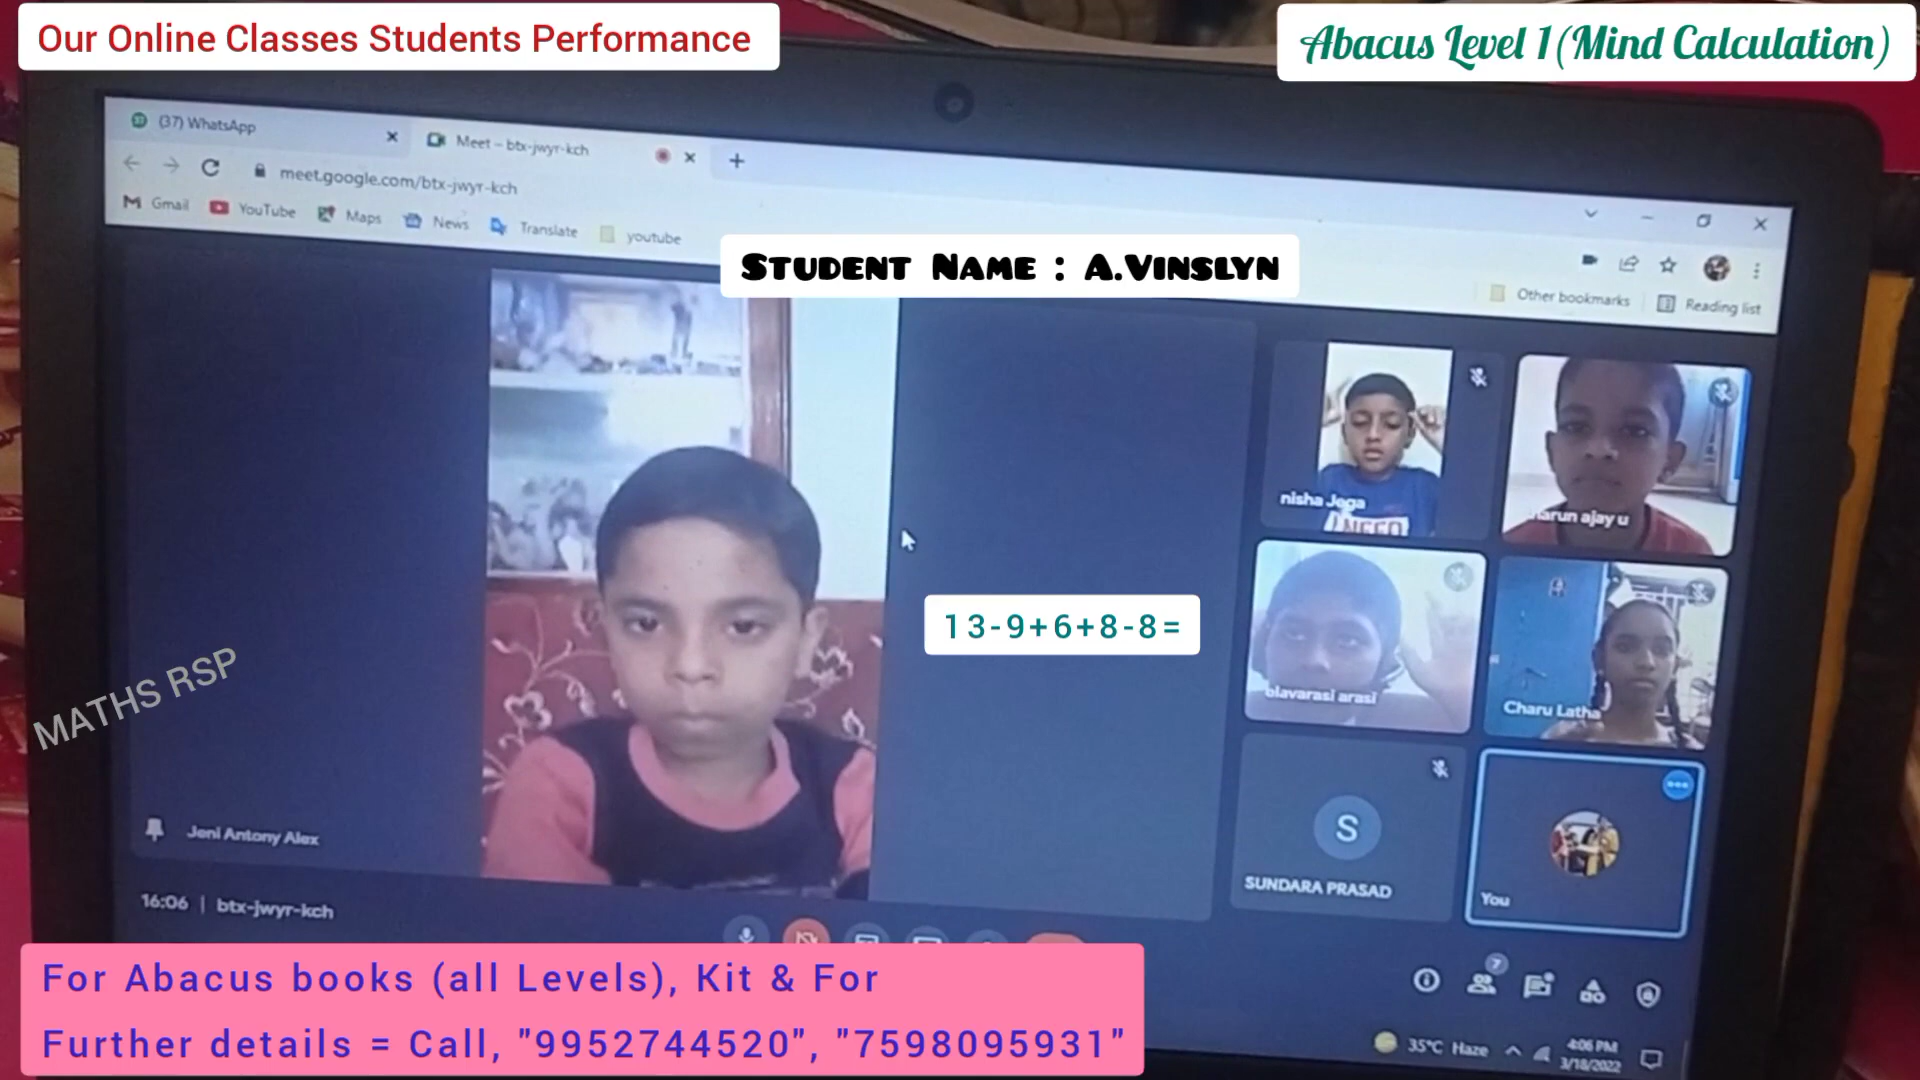 Our Online Classes Students Performance
Abacus Level 1(Mind Calculation)
(37) WhatsApp
Meet – btx-jwyr-kch
meet.google.com/btx-jwyr-kch
Gmail YouTube Maps News Translate youtube
Student Name : A.Vinslyn
Other bookmarks Reading list
nisha Jega
arun ajay u
13-9+6+8-8=
olavarasi arasi
Charu Latha
MATHS RSP
Jeni Antony Alex
S
SUNDARA PRASAD
You
16:06 | btx-jwyr-kch
7
For Abacus books (all Levels), Kit & For
Further details = Call, "9952744520", "7598095931"
35°C Haze
4:06 PM
3/18/2022